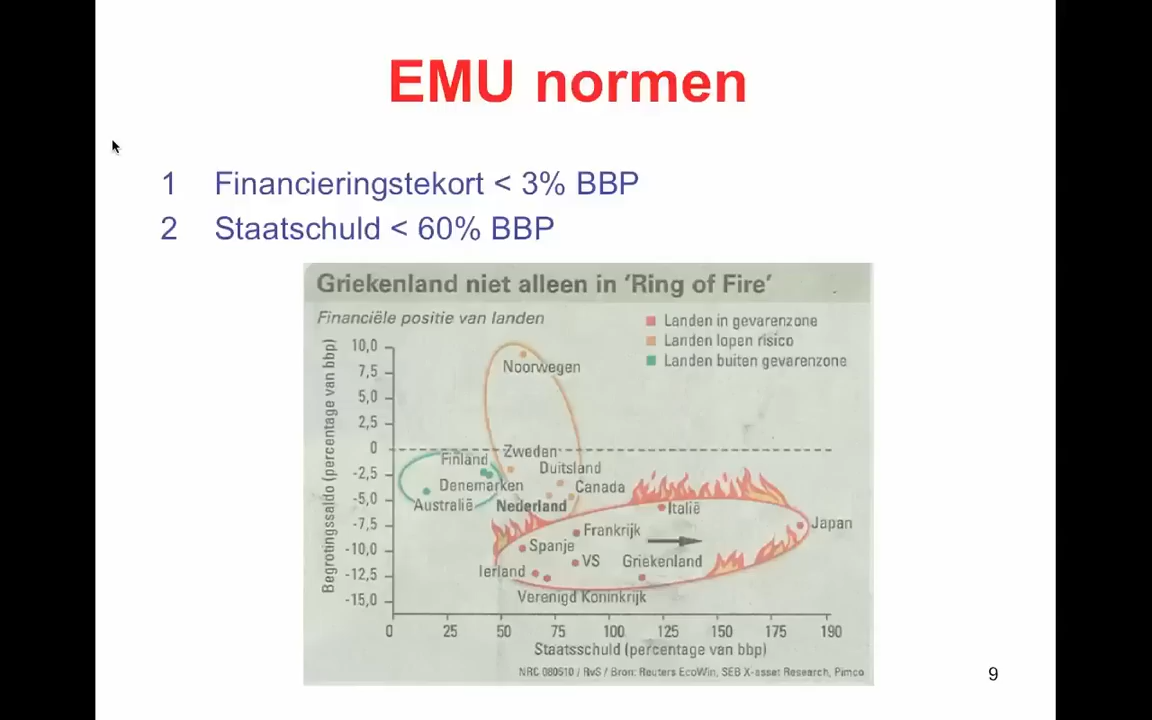 EMU normen
1 Financieringstekort < 3% BBP
2 Staatschuld < 60% BBP
Griekenland niet alleen in 'Ring of Fire'
Financiële positie van landen
Landen in gevarenzone
Landen lopen risico
Landen buiten gevarenzone
Begrotingssaldo (percentage van bbp)
10,0
7,5
5,0
2,5
0
-2,5
-5,0
-7,5
-10,0
-12,5
-15,0
Noorwegen
Zweden
Finland
Duitsland
Denemarken
Canada
Australië
Nederland
Italië
Japan
Frankrijk
Spanje
VS
Griekenland
Ierland
Verenigd Koninkrijk
0 25 50 75 100 125 150 175 190
Staatsschuld (percentage van bbp)
NRC 080510 / RvS / Bron: Reuters EcoWin, SEB X-asset Research, Pimco
9